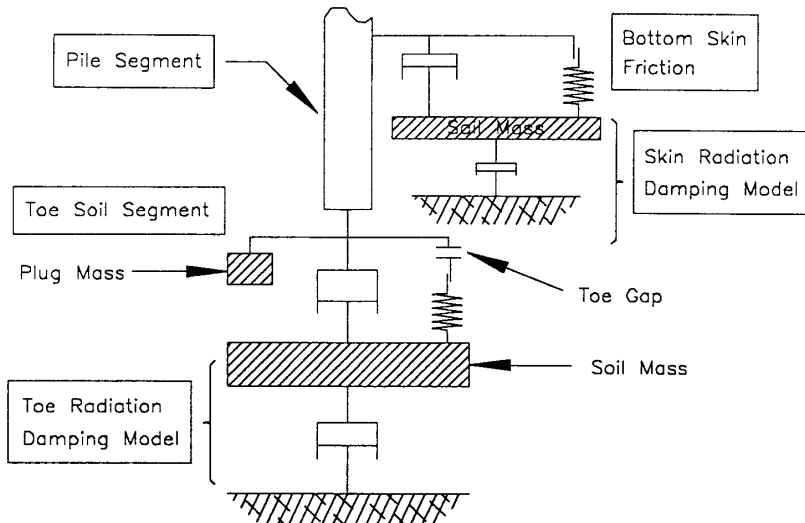 Pile Segment
Bottom Skin
Friction
Soil Mass
Skin Radiation
Damping Model
Toe Soil Segment
Plug Mass
Toe Gap
Soil Mass
Toe Radiation
Damping Model